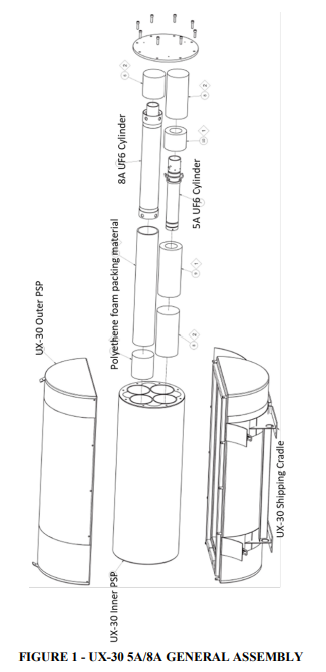 8A UF6 Cylinder
5A UF6 Cylinder
Polyethene foam packing material
UX-30 Outer PSP
UX-30 Inner PSP
UX-30 Shipping Cradle
FIGURE 1 - UX-30 5A/8A GENERAL ASSEMBLY